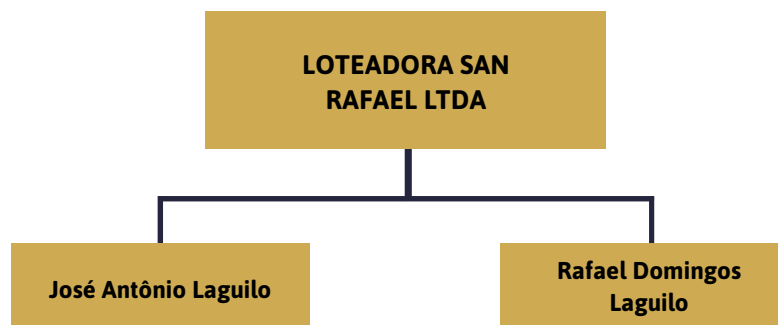 LOTEADORA SAN
RAFAEL LTDA
José Antônio Laguilo
Rafael Domingos
Laguilo